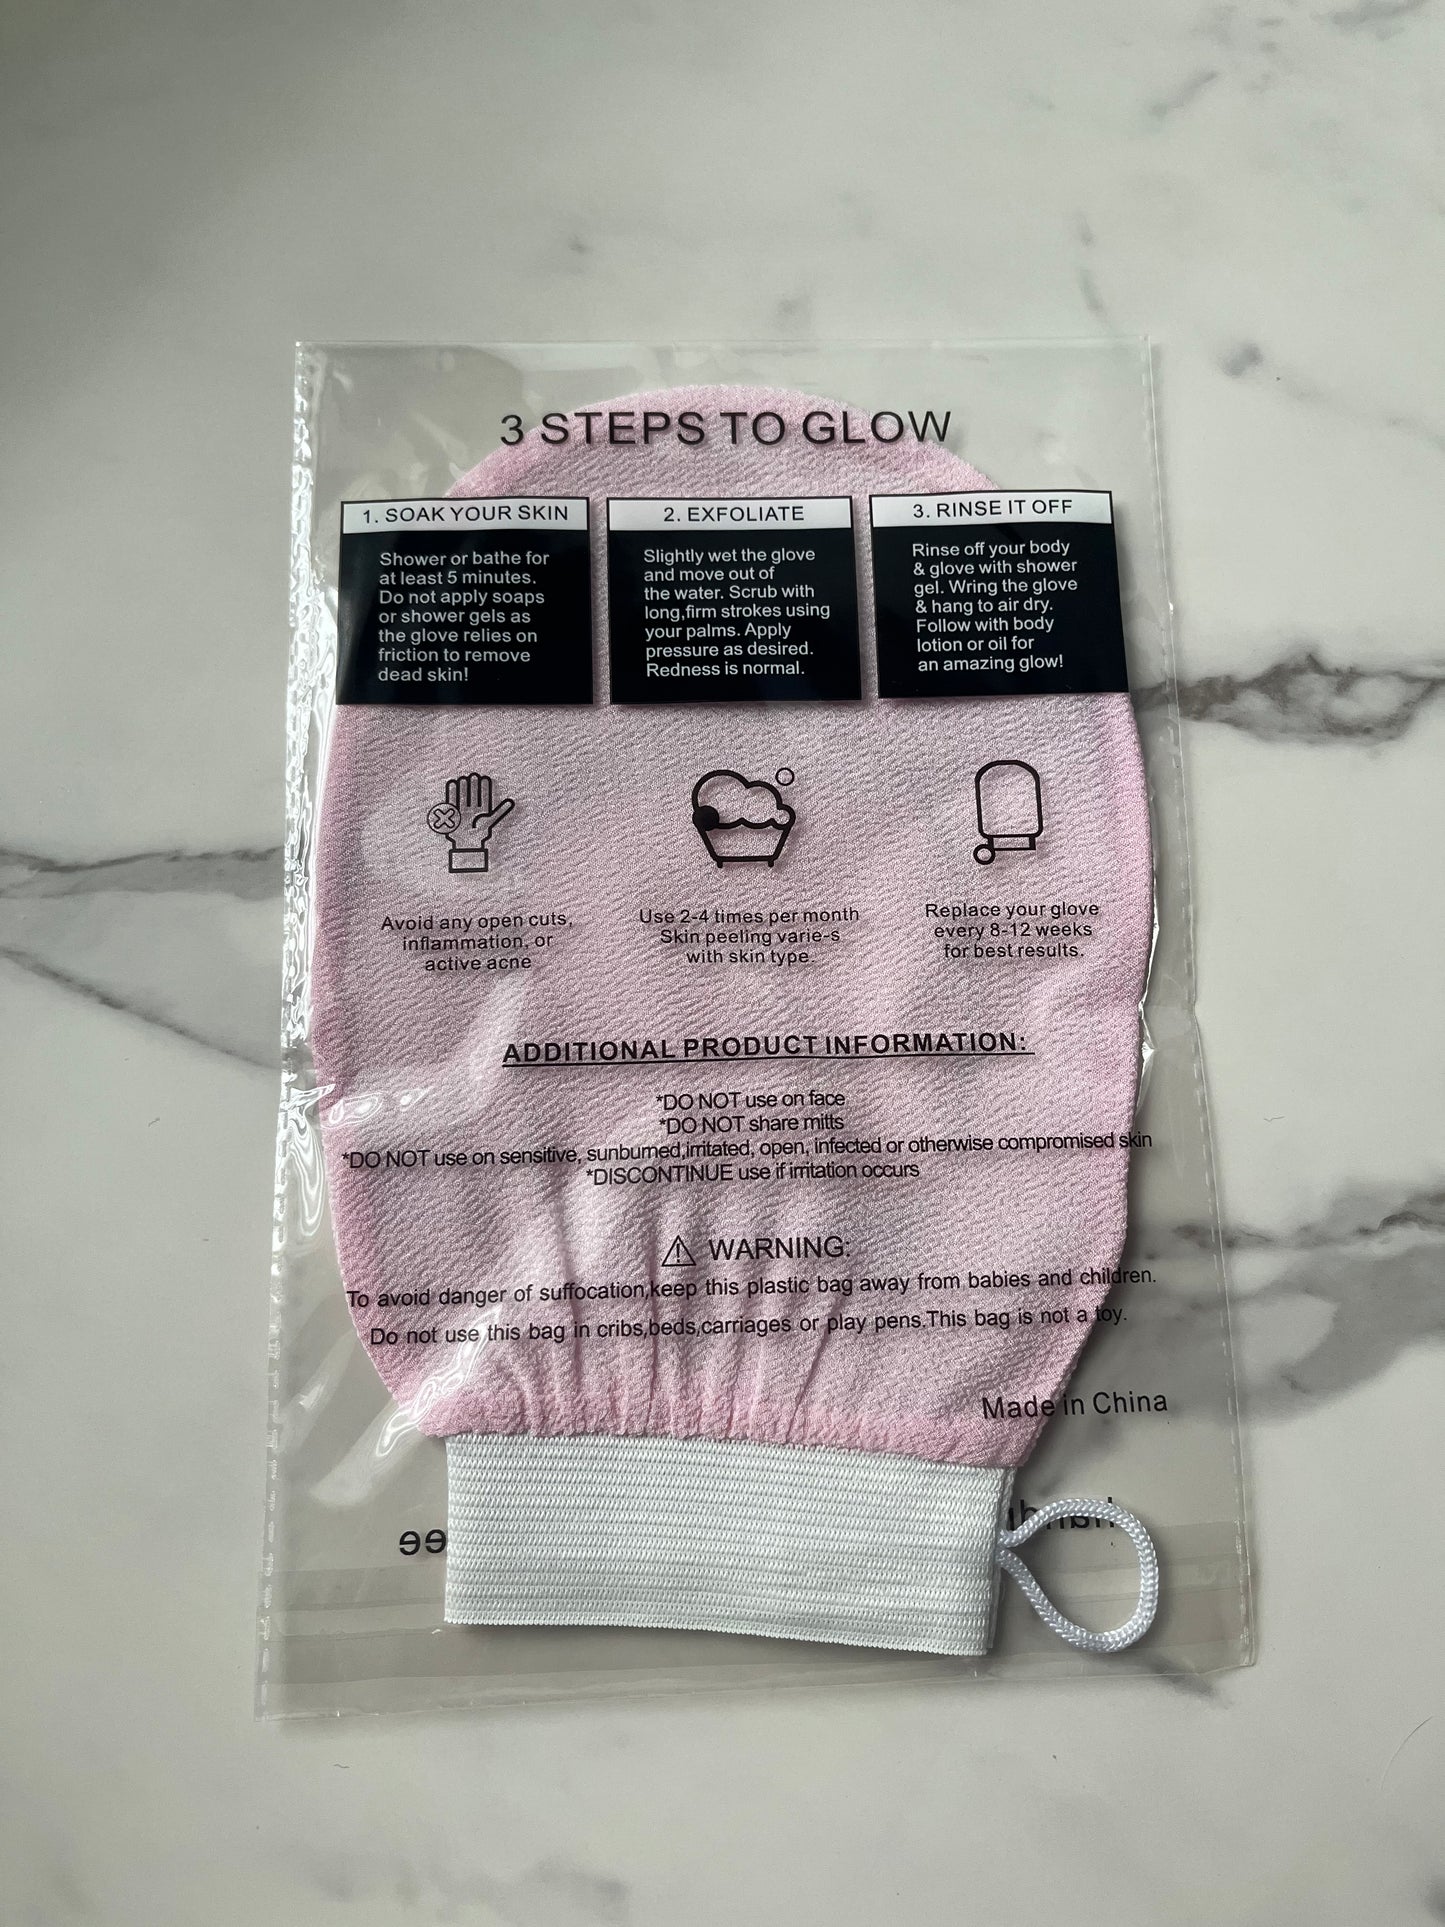 3 STEPS TO GLOW
1. SOAK YOUR SKIN
Shower or bathe for
at least 5 minutes.
Do not apply soaps
or shower gels as
the glove relies on
friction to remove
dead skin!
2. EXFOLIATE
Slightly wet the glove
and move out of
the water. Scrub with
long,firm strokes using
your palms. Apply
pressure as desired.
Redness is normal.
3. RINSE IT OFF
Rinse off your body
& glove with shower
gel. Wring the glove
& hang to air dry.
Follow with body
lotion or oil for
an amazing glow!
Avoid any open cuts,
inflammation, or
active acne
Use 2-4 times per month
Skin peeling varie-s
with skin type.
Replace your glove
every 8-12 weeks
for best results.
ADDITIONAL PRODUCT INFORMATION:
*DO NOT use on face
*DO NOT share mitts
*DO NOT use on sensitive, sunburned,irritated, open, infected or otherwise compromised skin
*DISCONTINUE use if irritation occurs
WARNING:
To avoid danger of suffocation,keep this plastic bag away from babies and children.
Do not use this bag in cribs,beds,carriages or play pens.This bag is not a toy.
Made in China